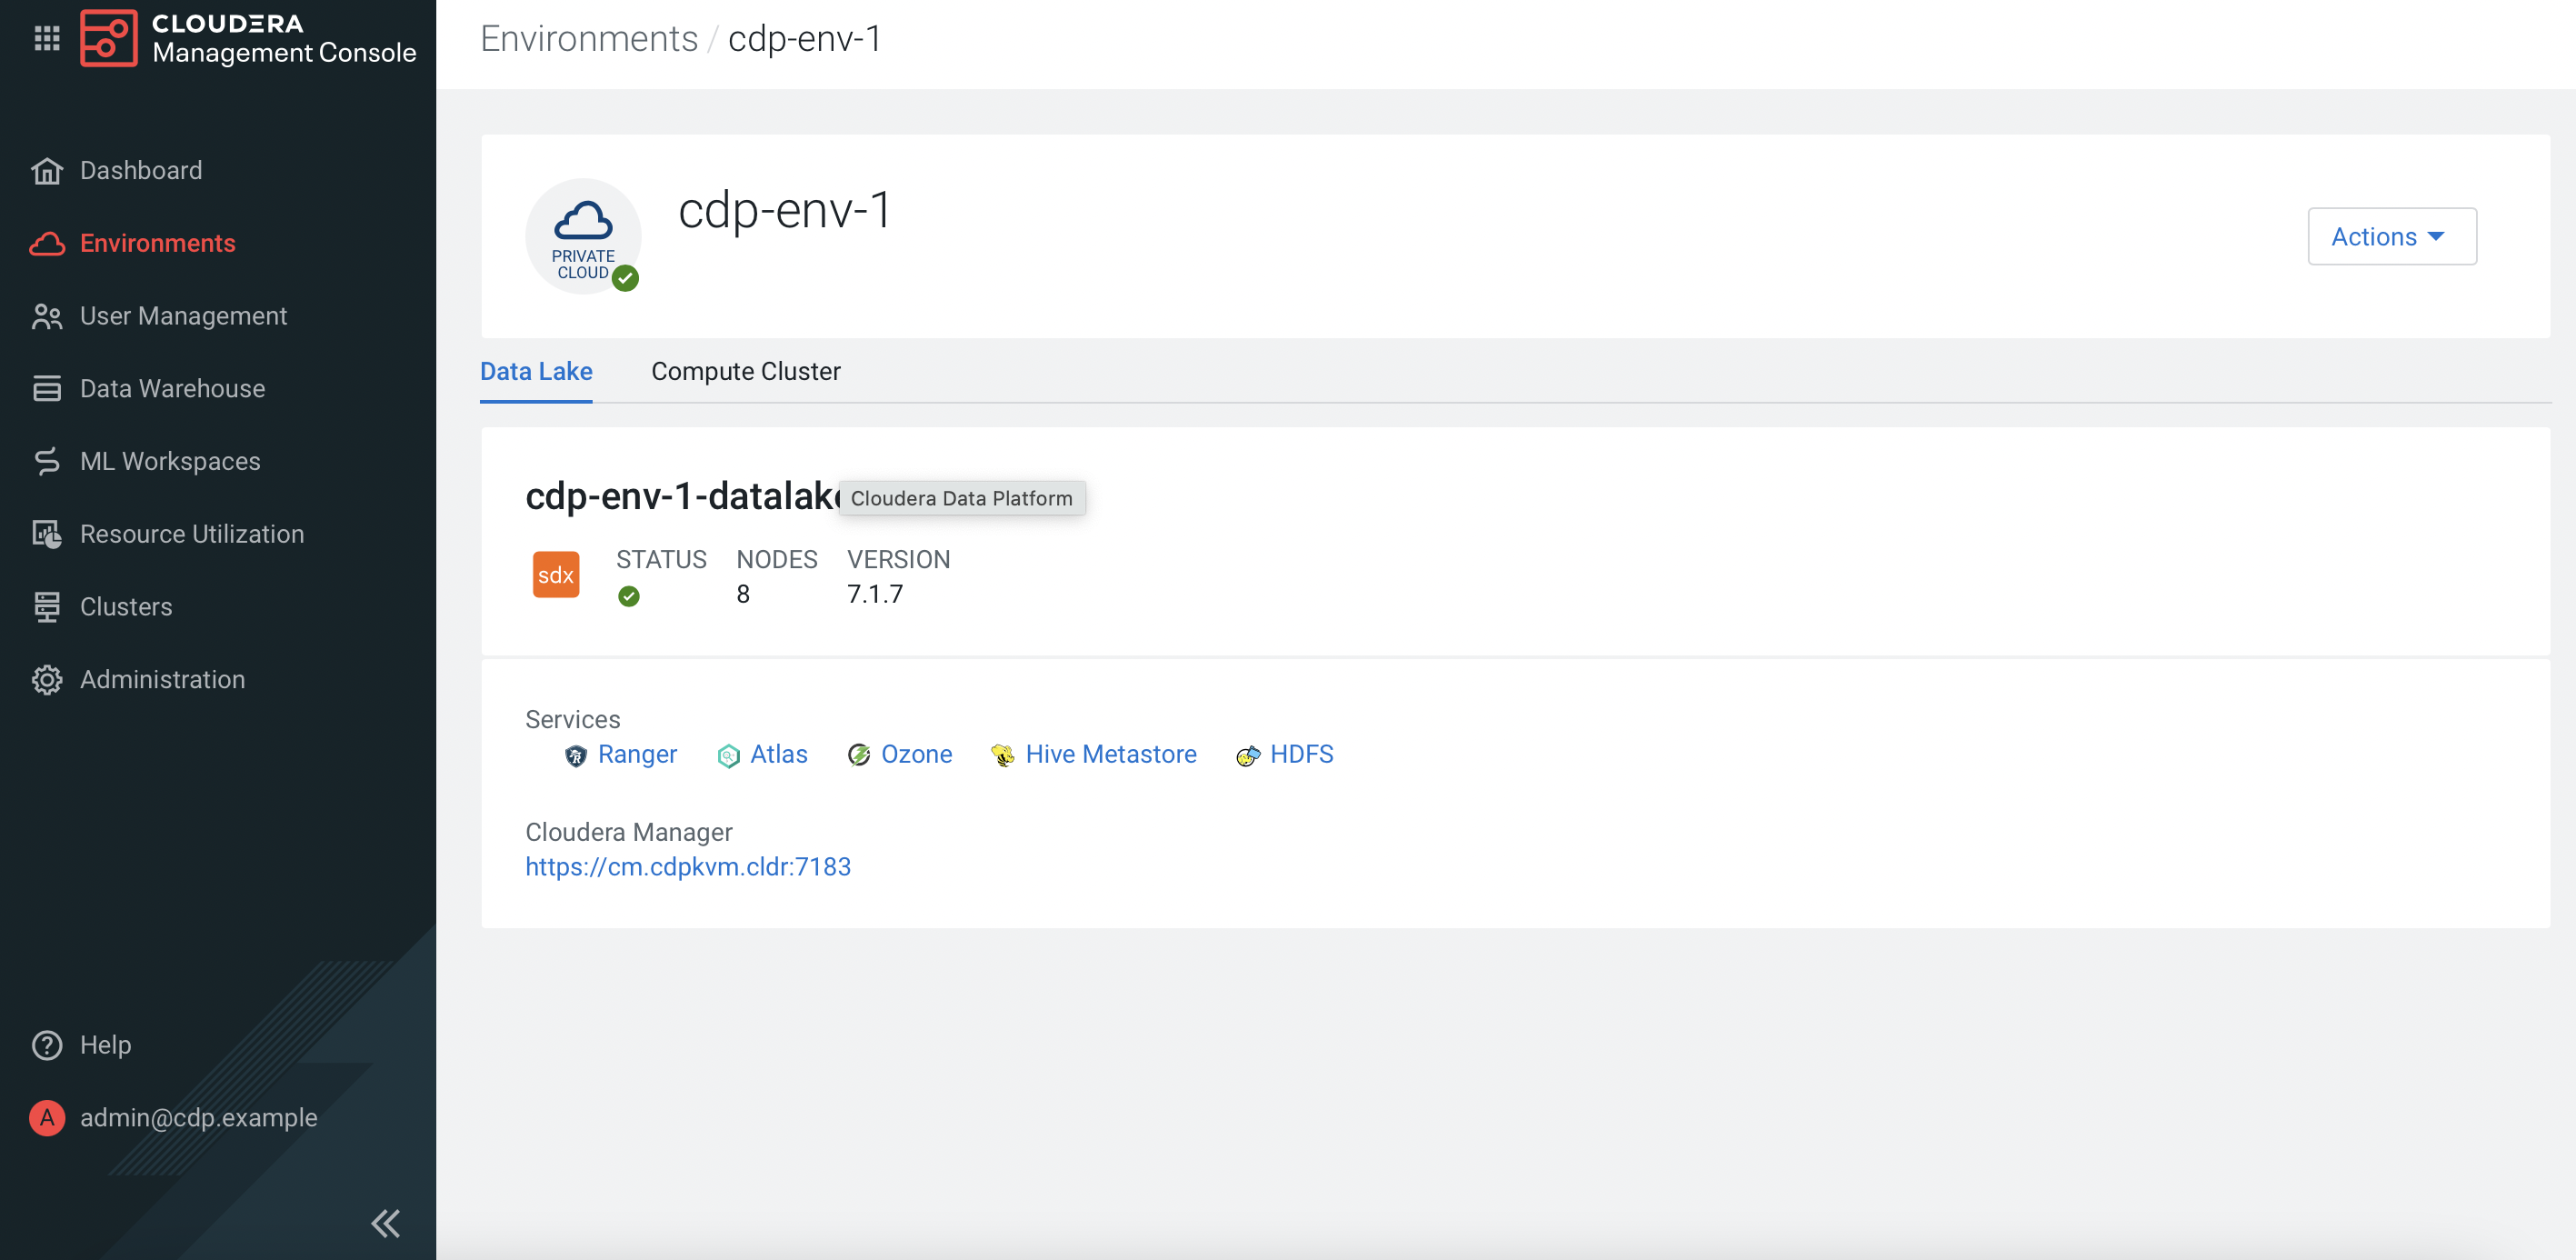 CLOUDERA
Management Console
Dashboard
Environments
User Management
Data Warehouse
ML Workspaces
Resource Utilization
Clusters
Administration
Help
A admin@cdp.example
Environments / cdp-env-1
PRIVATE
CLOUD
cdp-env-1
Actions
Data Lake Compute Cluster
cdp-env-1-datalake Cloudera Data Platform
sdx
STATUS NODES VERSION
8 7.1.7
Services
Ranger Atlas Ozone Hive Metastore HDFS
Cloudera Manager
https://cm.cdpkvm.cldr:7183